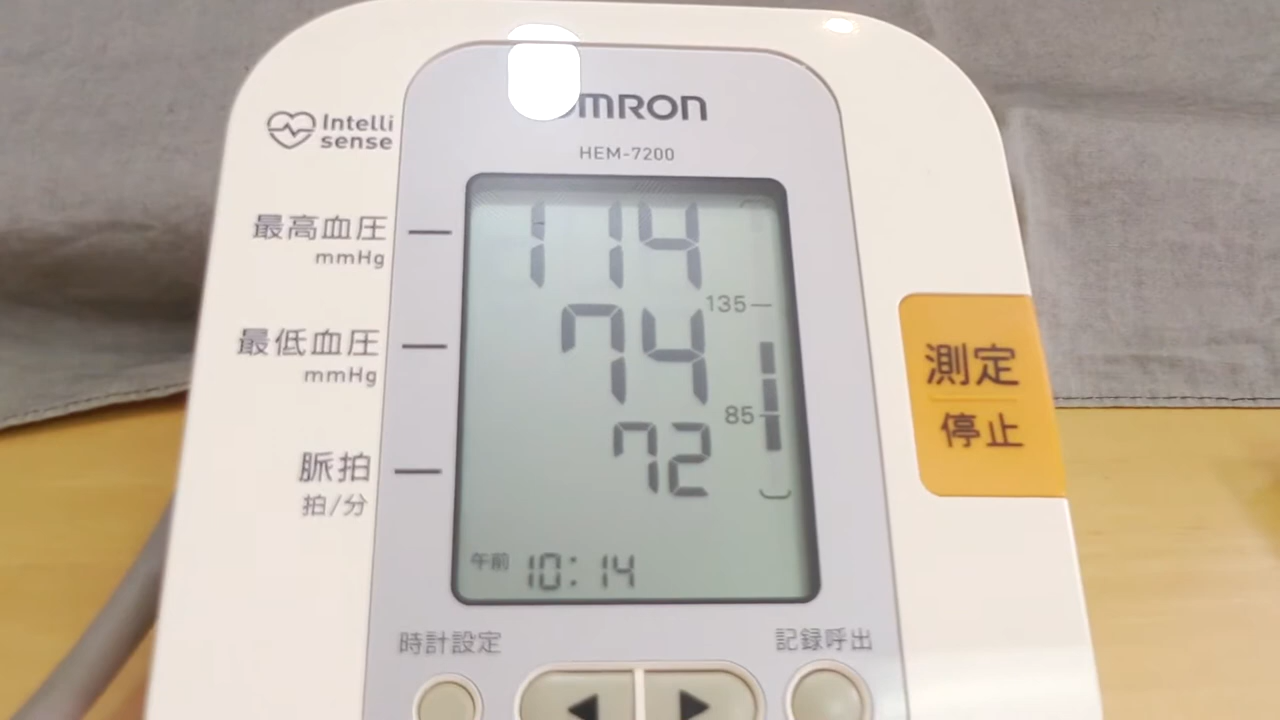 OMRON
HEM-7200
Intelli
sense
最高血圧
mmHg
114
135
最低血圧
mmHg
74
85
脈拍
拍/分
72
午前 10:14
測定
停止
時計設定
記録呼出